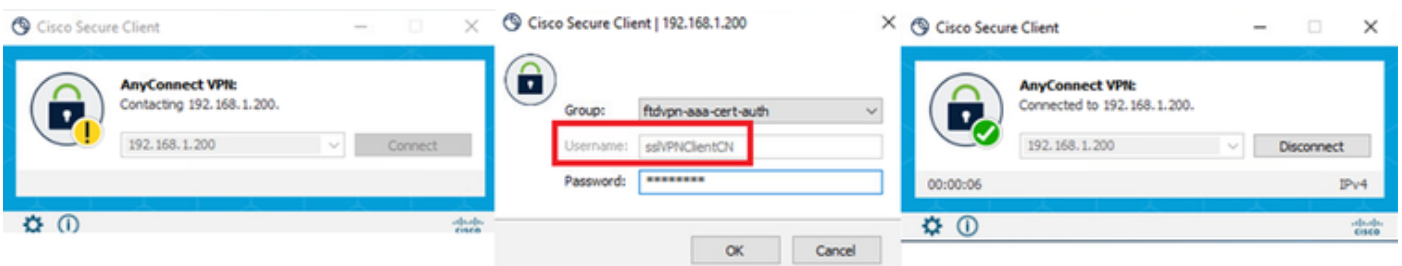 Cisco Secure Client
AnyConnect VPN:
Contacting 192.168.1.200.
192.168.1.200
Connect
cisco
Cisco Secure Client | 192.168.1.200
Group:
ftdvpn-aaa-cert-auth
Username:
sslVPNClientCN
Password:
********
OK
Cancel
Cisco Secure Client
AnyConnect VPN:
Connected to 192.168.1.200.
192.168.1.200
Disconnect
00:00:06
IPv4
cisco